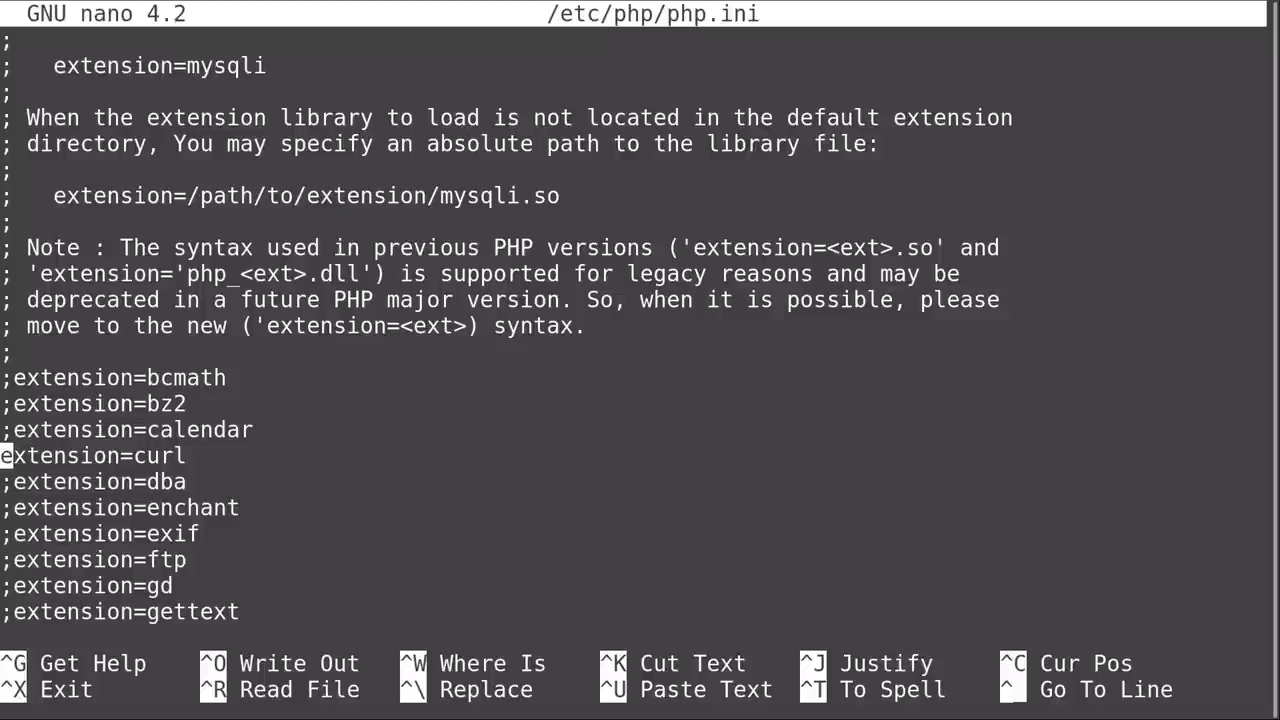 GNU nano 4.2 /etc/php/php.ini
;
; extension=mysqli
;
; When the extension library to load is not located in the default extension
; directory, You may specify an absolute path to the library file:
;
; extension=/path/to/extension/mysqli.so
;
; Note : The syntax used in previous PHP versions ('extension=<ext>.so' and
; 'extension='php_<ext>.dll') is supported for legacy reasons and may be
; deprecated in a future PHP major version. So, when it is possible, please
; move to the new ('extension=<ext>) syntax.
;
;extension=bcmath
;extension=bz2
;extension=calendar
extension=curl
;extension=dba
;extension=enchant
;extension=exif
;extension=ftp
;extension=gd
;extension=gettext
^G Get Help ^O Write Out ^W Where Is ^K Cut Text ^J Justify ^C Cur Pos
^X Exit ^R Read File ^\ Replace ^U Paste Text ^T To Spell ^_ Go To Line